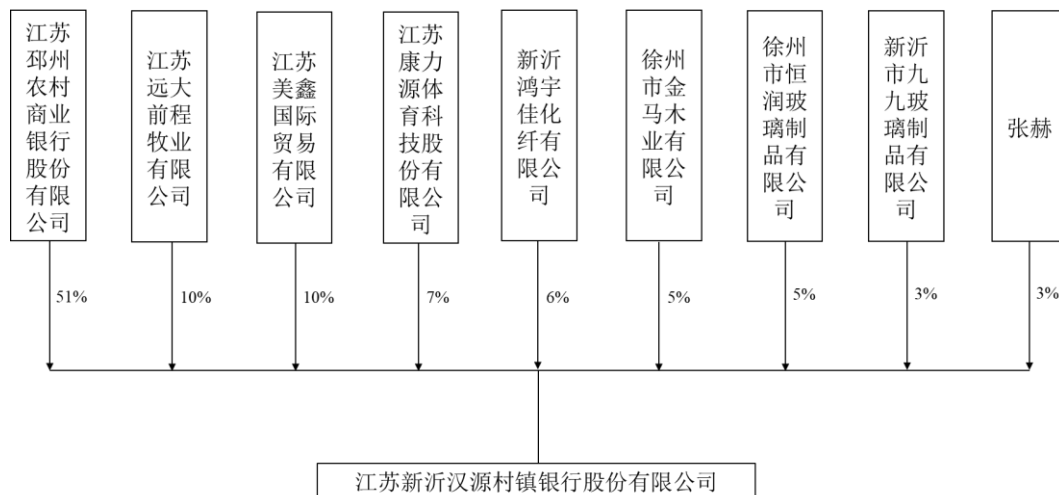 江苏
邳州
农村
商业
银行
股份
有限
公司
江苏
远大
前程
牧业
有限
公司
江苏
美鑫
国际
贸易
有限
公司
江苏
康力
源体
育科
技股
份有
限公
司
新沂
鸿宇
佳化
纤有
限公
司
徐州
市金
马木
业有
限公
司
徐州
市恒
润玻
璃制
品有
限公
司
新沂
市九
九玻
璃制
品有
限公
司
张赫
51%
10%
10%
7%
6%
5%
5%
3%
3%
江苏新沂汉源村镇银行股份有限公司